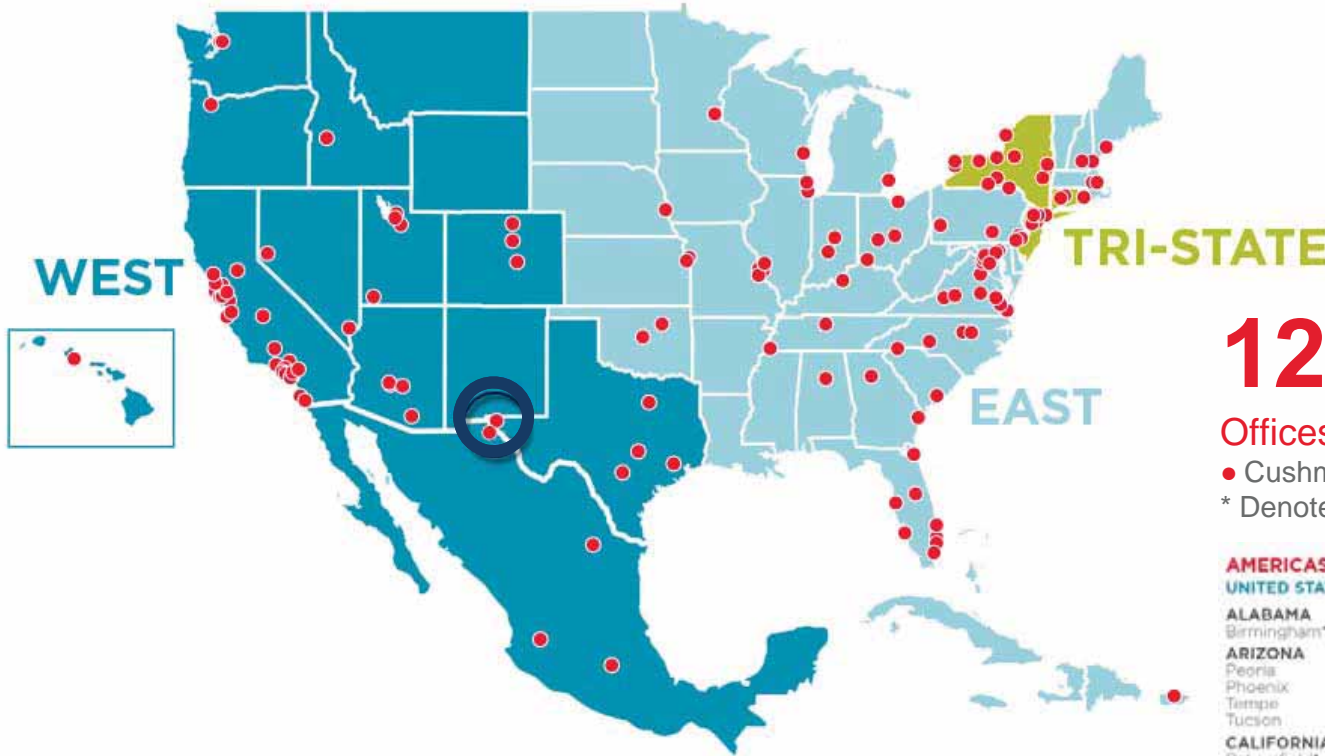 WEST
TRI-STATE
EAST
12
Offices
● Cushm
* Denote
AMERICAS
UNITED STA
ALABAMA
Birmingham*
ARIZONA
Peoria
Phoenix
Tempe
Tucson
CALIFORNIA